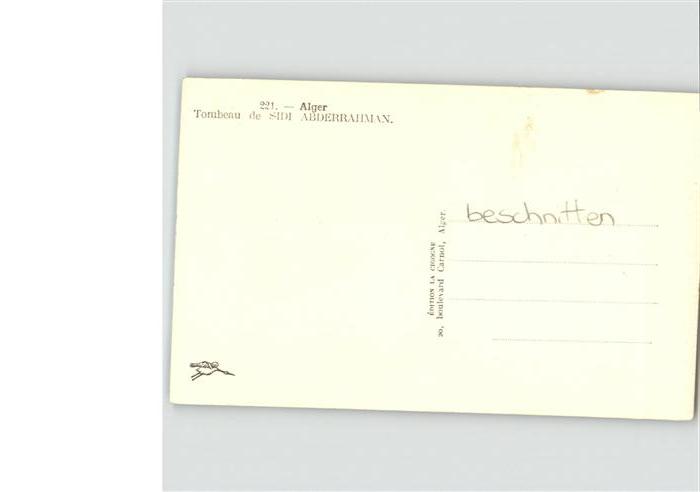 221. — Alger
Tombeau de SIDI ABDERRAHMAN.
beschnitten
ÉDITION LA CIGOGNE
20, boulevard Carnot, Alger.